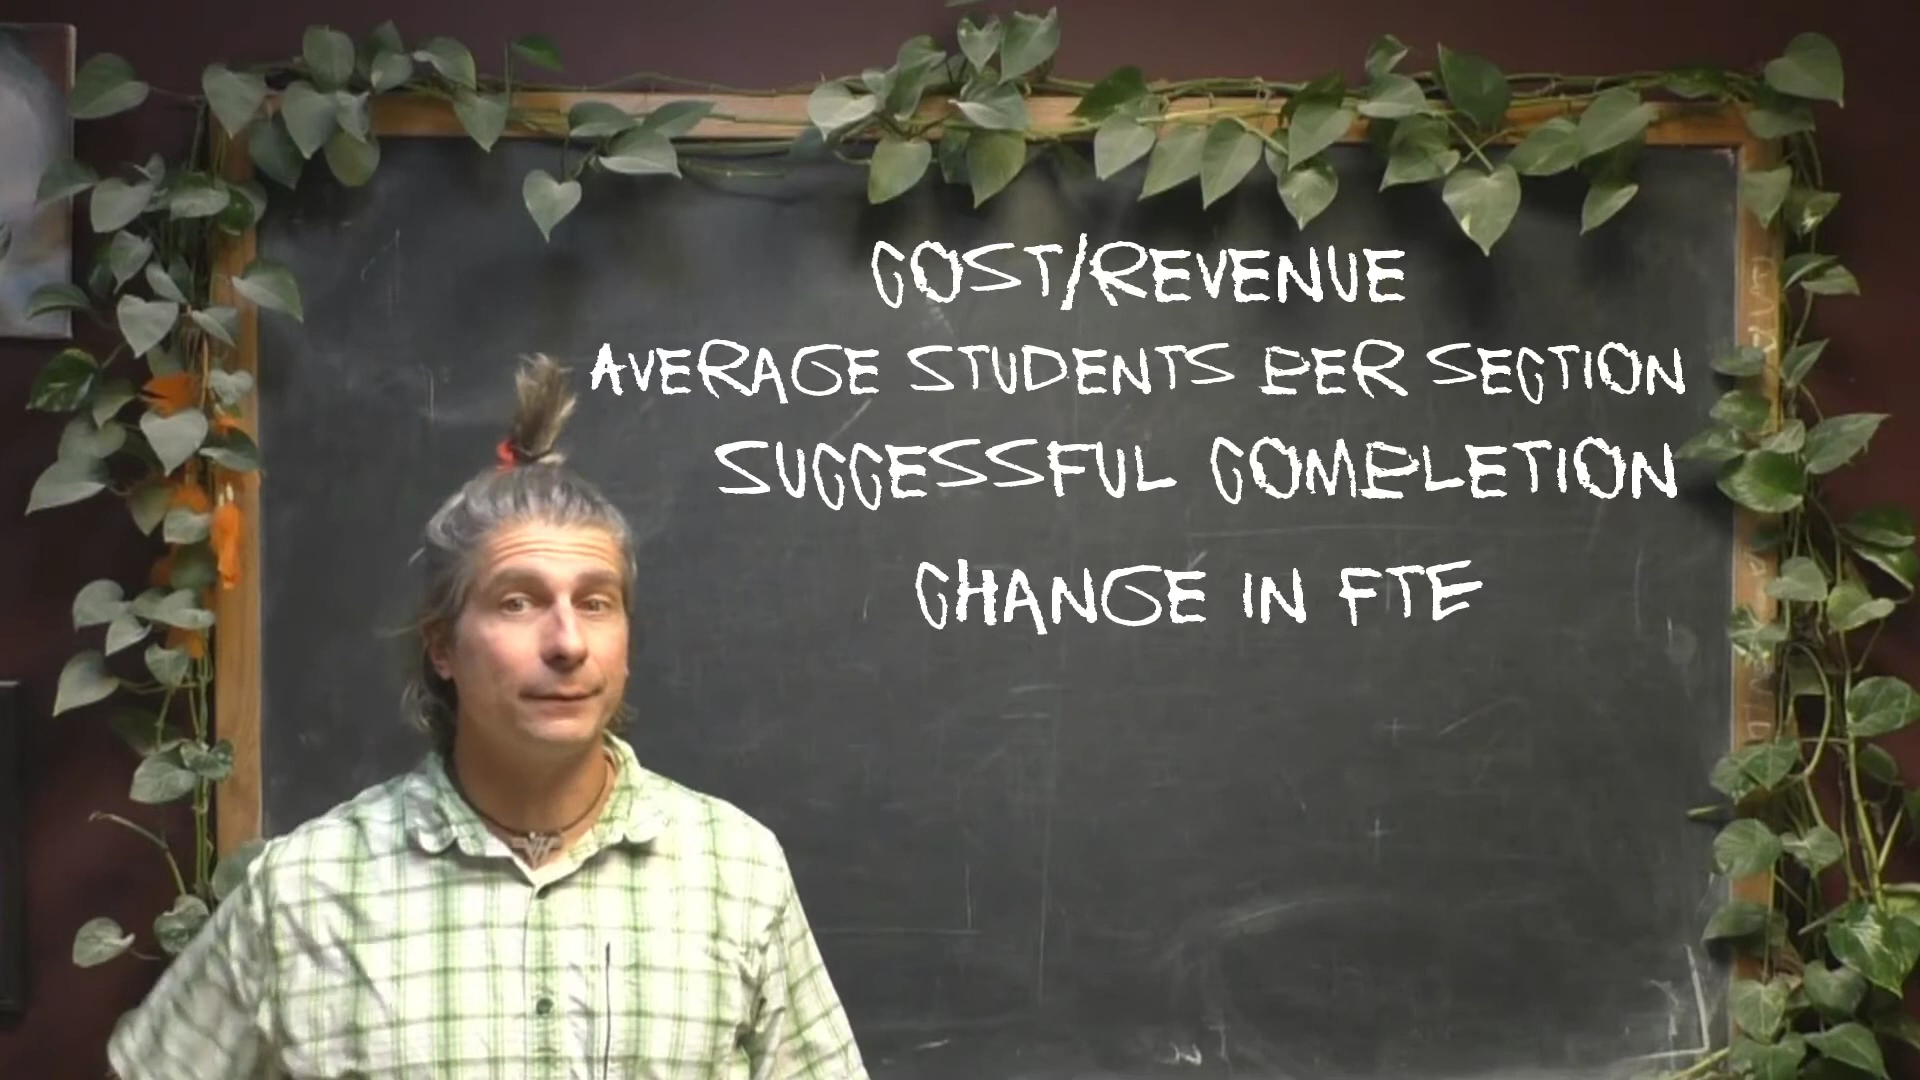 COST/REVENUE
AVERAGE STUDENTS PER SECTION
SUCCESSFUL COMPLETION
CHANGE IN FTE